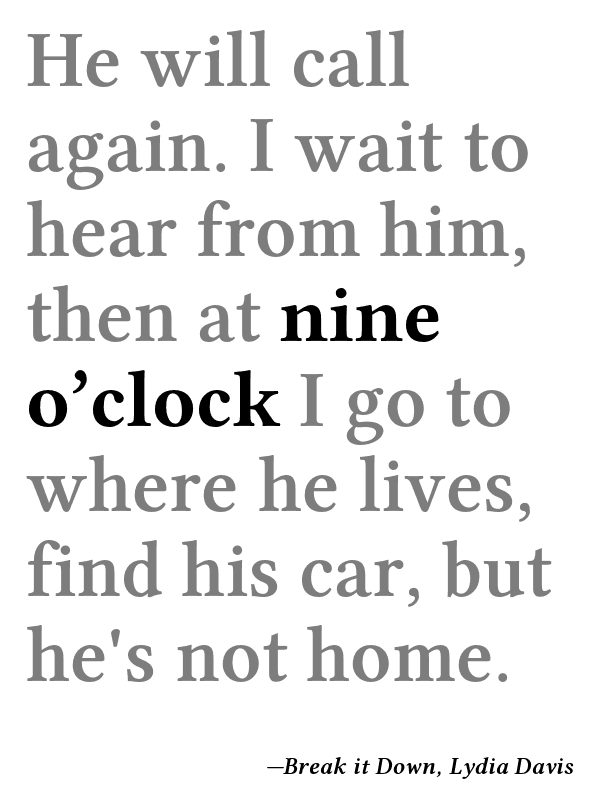 He will call
again. I wait to
hear from him,
then at nine
o’clock I go to
where he lives,
find his car, but
he's not home.
—Break it Down, Lydia Davis